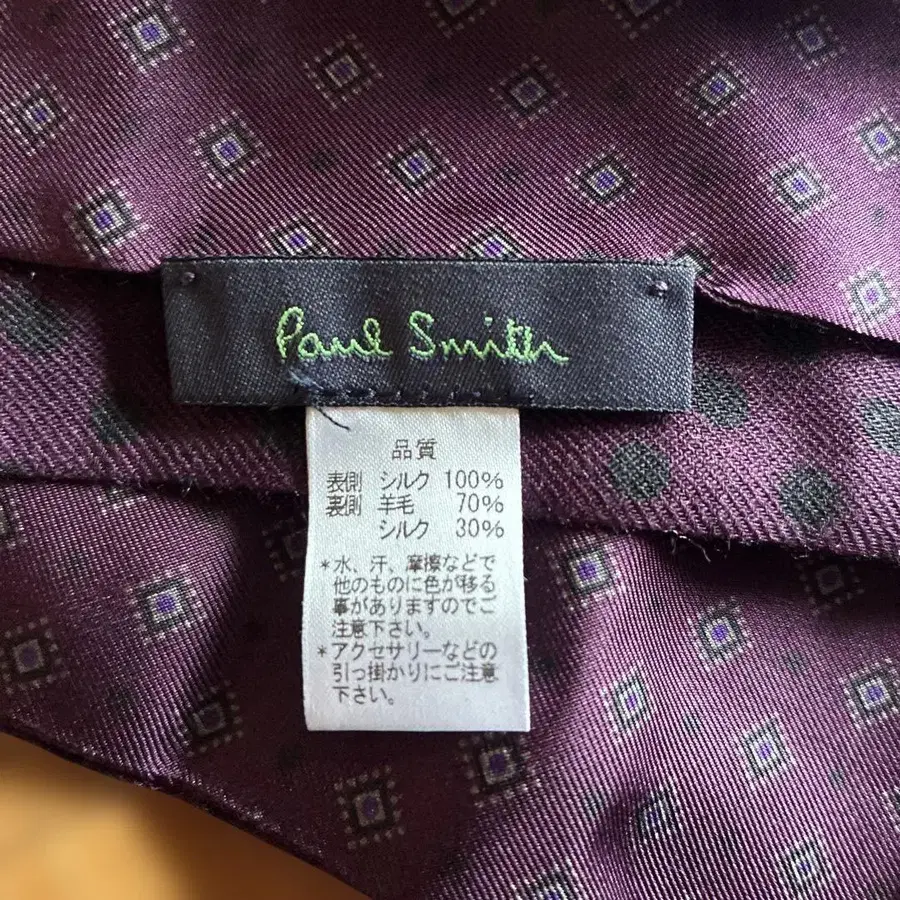 Paul Smith
品質
表側 シルク 100%
裏側 羊毛 70%
シルク 30%
*水、汗、摩擦などで
他のものに色が移る
事がありますのでご
注意下さい。
*アクセサリーなどの
引っ掛かりにご注意
下さい。